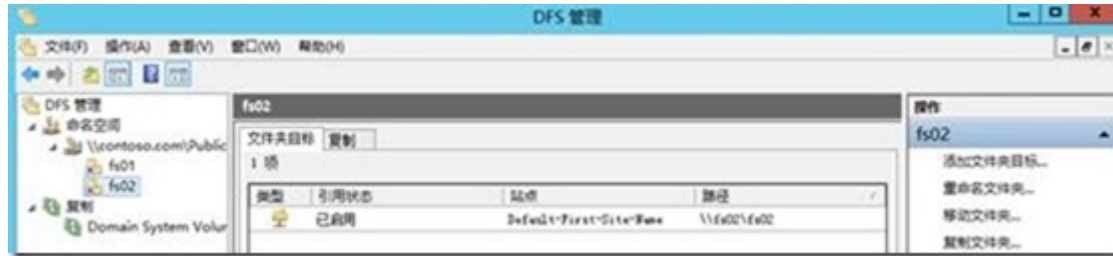 DFS 管理
文件(F) 操作(A) 查看(V) 窗口(W) 帮助(H)
DFS 管理
命名空间
\\contoso.com\Public
fs01
fs02
复制
Domain System Volur
fs02
文件夹目标 复制
1 项
类型 引用状态 站点 路径
已启用 Default-First-Site-Name \\fs02\fs02
操作
fs02
添加文件夹目标...
重命名文件夹...
移动文件夹...
复制文件夹...